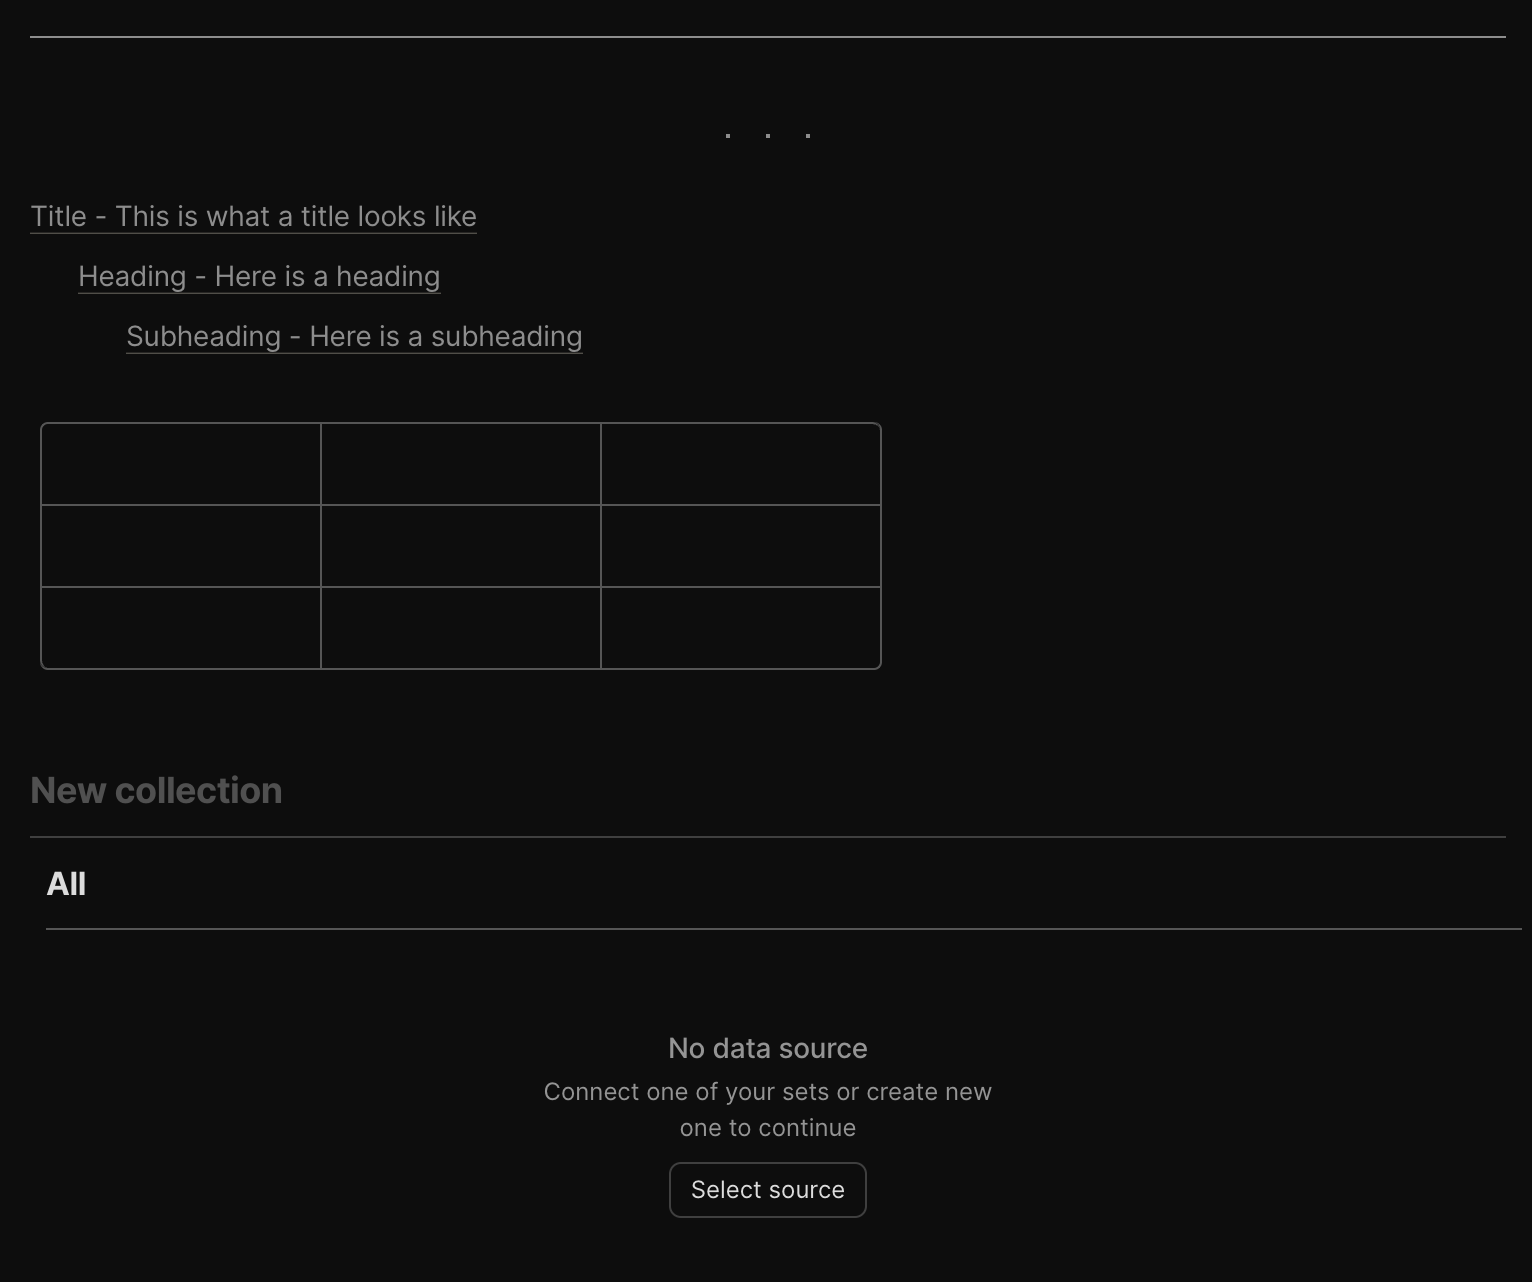 . . .
Title - This is what a title looks like
Heading - Here is a heading
Subheading - Here is a subheading
New collection
All
No data source
Connect one of your sets or create new
one to continue
Select source